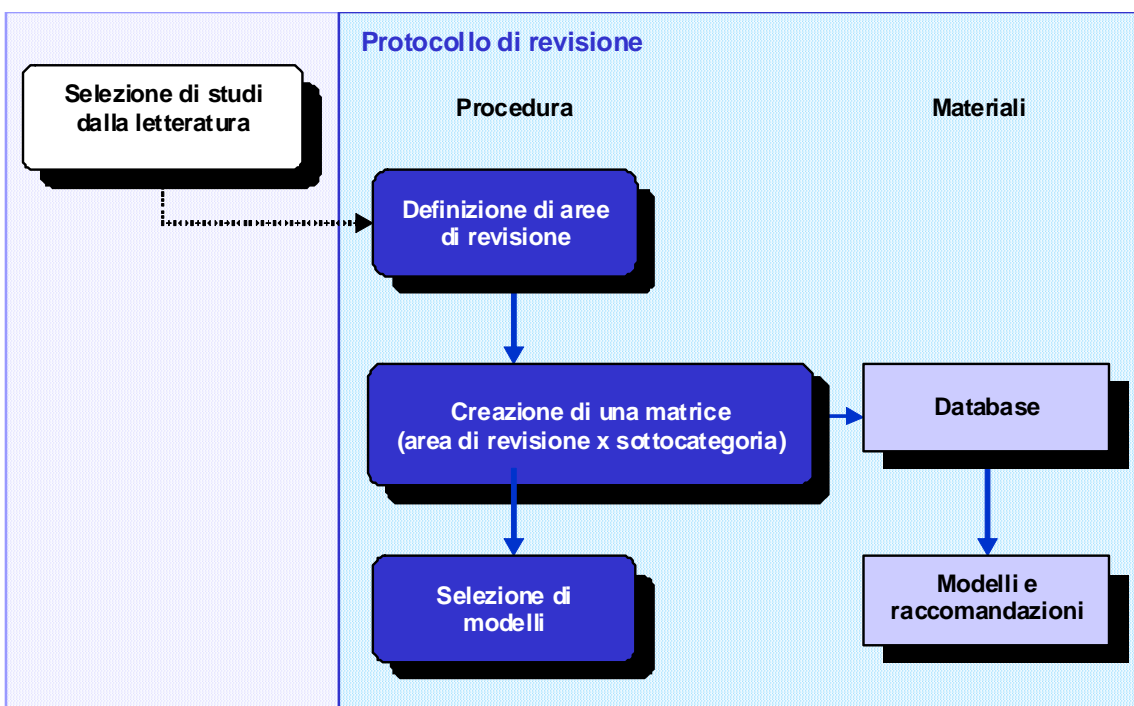 Protocollo di revisione
Selezione di studi
dalla letteratura
Procedura
Materiali
Definizione di aree
di revisione
Creazione di una matrice
(area di revisione x sottocategoria)
Database
Selezione di
modelli
Modelli e
raccomandazioni